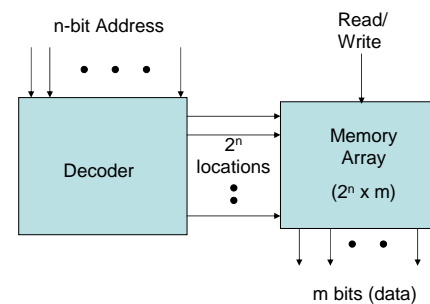 n-bit Address
Read/
Write
Decoder
2ⁿ
locations
Memory
Array
(2ⁿ x m)
m bits (data)